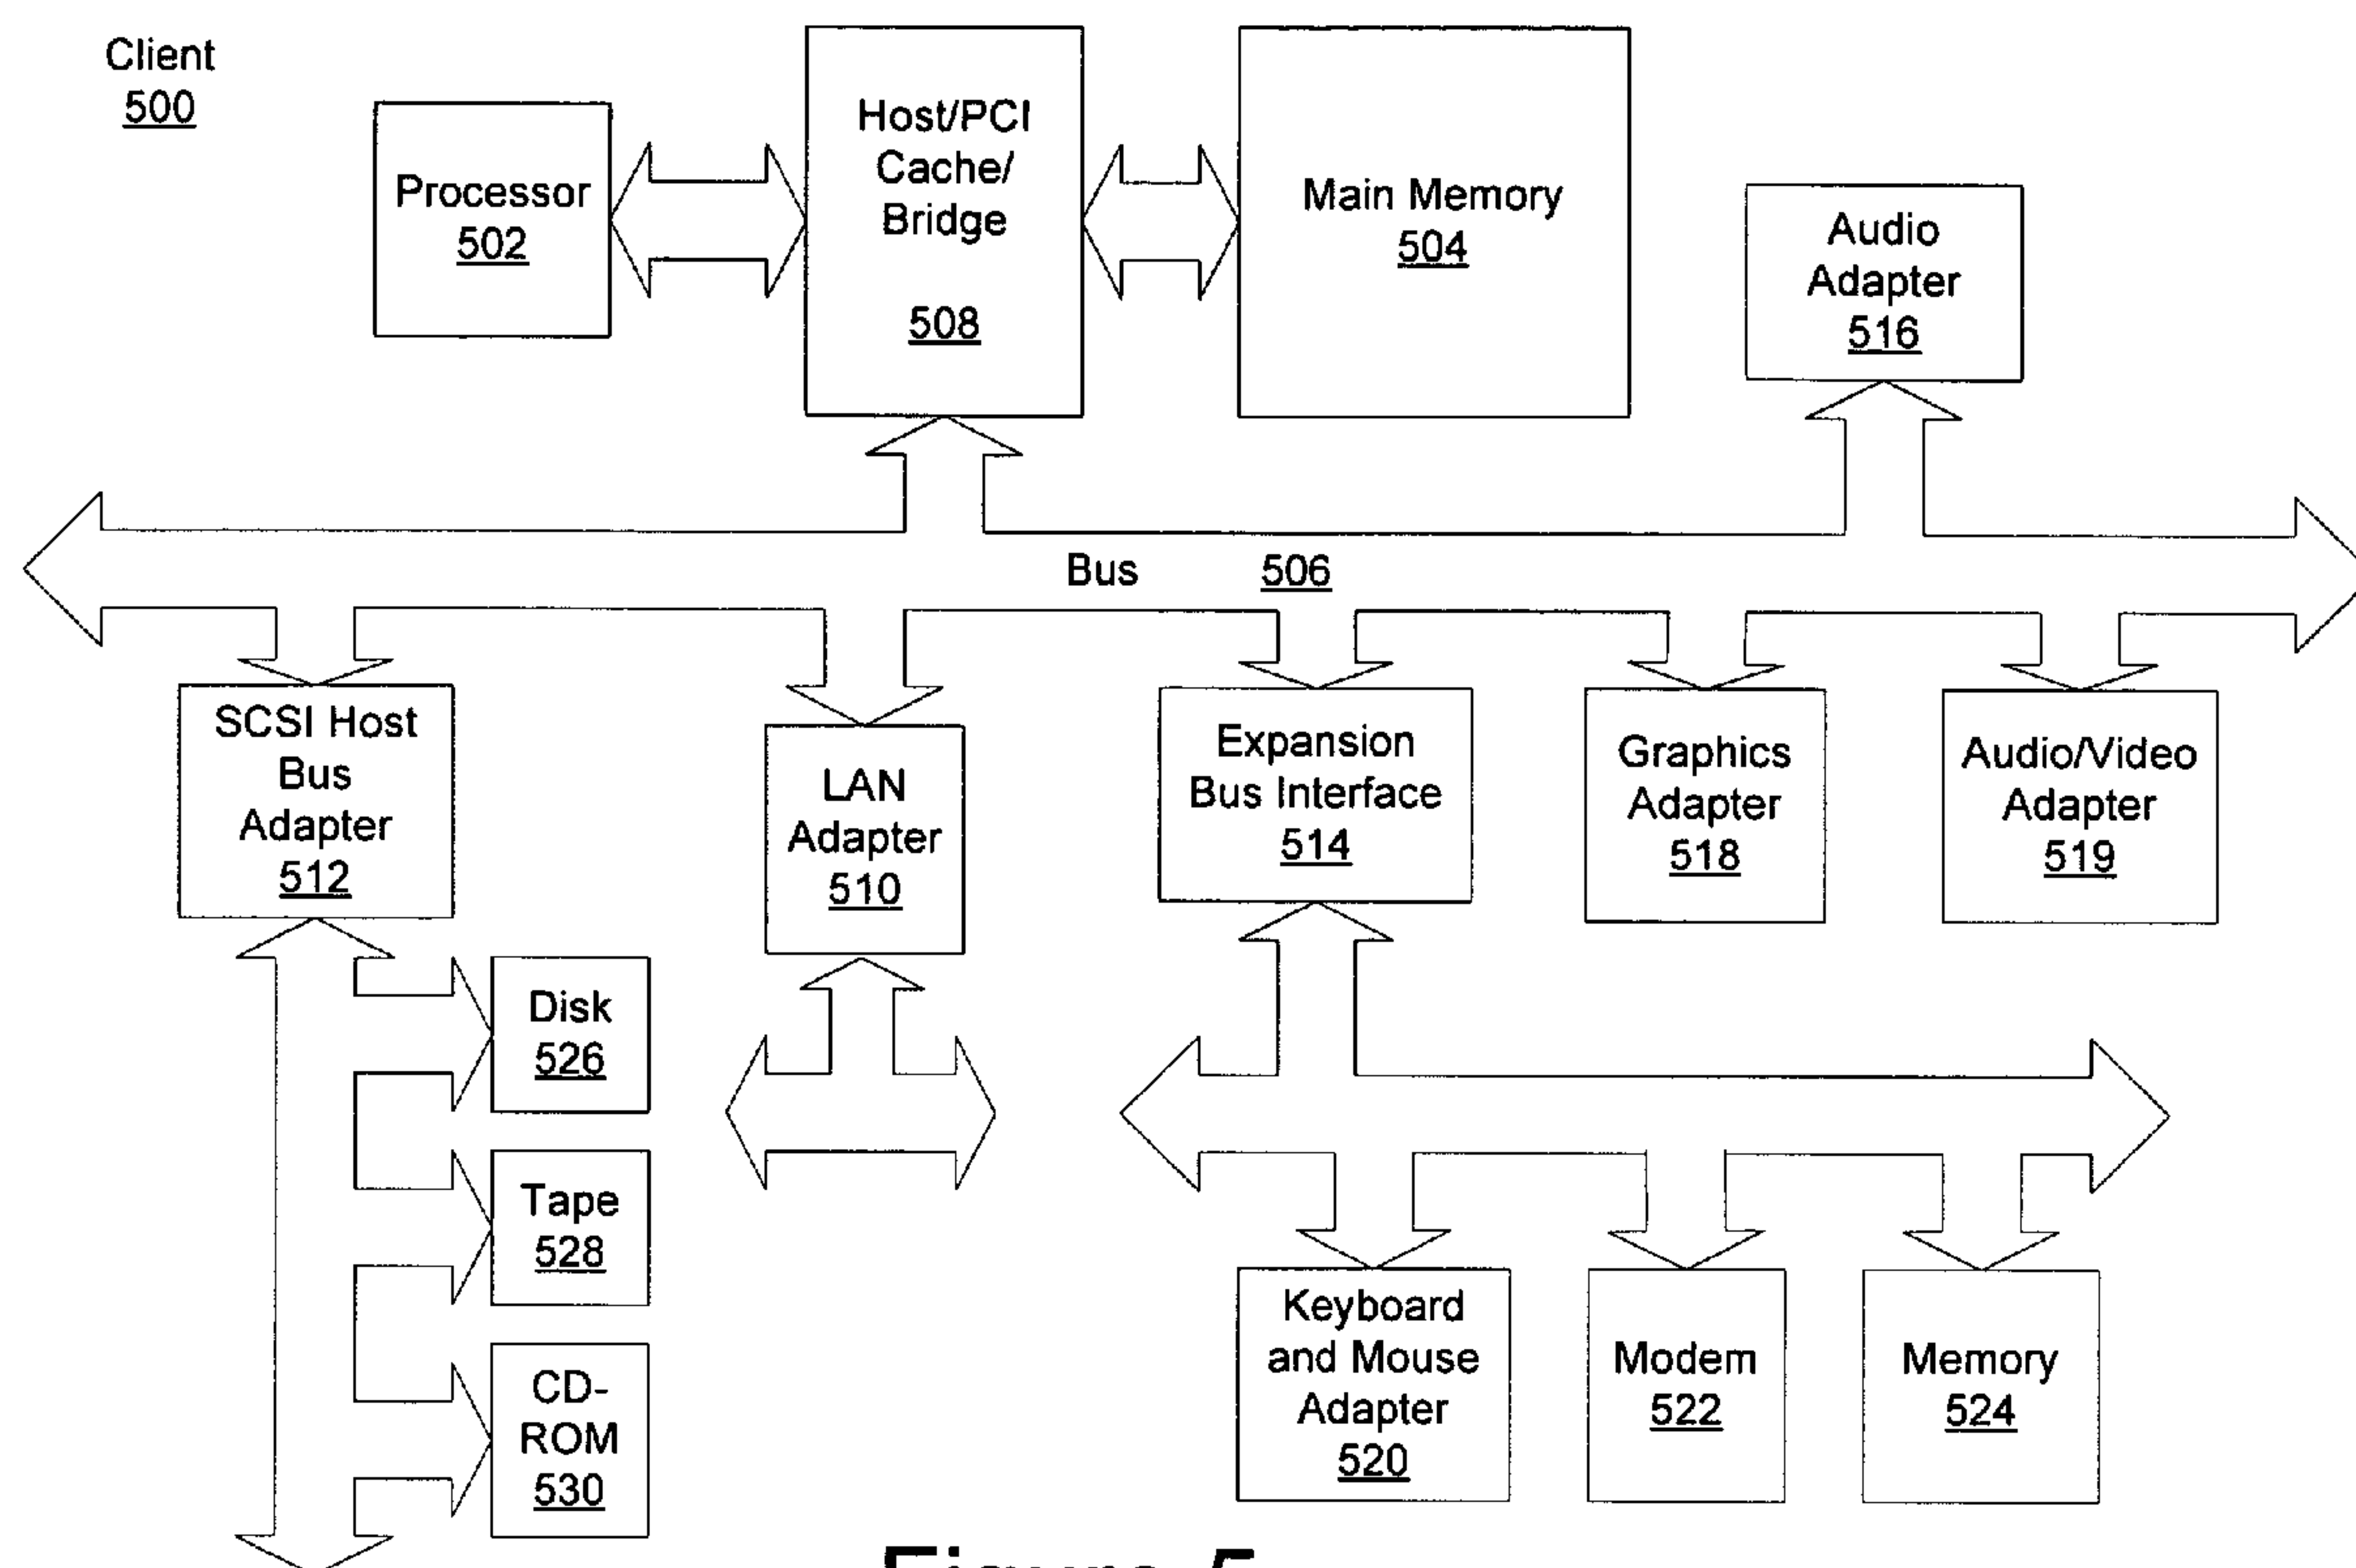 Client
500
Processor
502
Host/PCI
Cache/
Bridge
508
Main Memory
504
Audio
Adapter
516
Bus 506
SCSI Host
Bus
Adapter
512
LAN
Adapter
510
Expansion
Bus Interface
514
Graphics
Adapter
518
Audio/Video
Adapter
519
Disk
526
Tape
528
CD-
ROM
530
Keyboard
and Mouse
Adapter
520
Modem
522
Memory
524
Figure 5